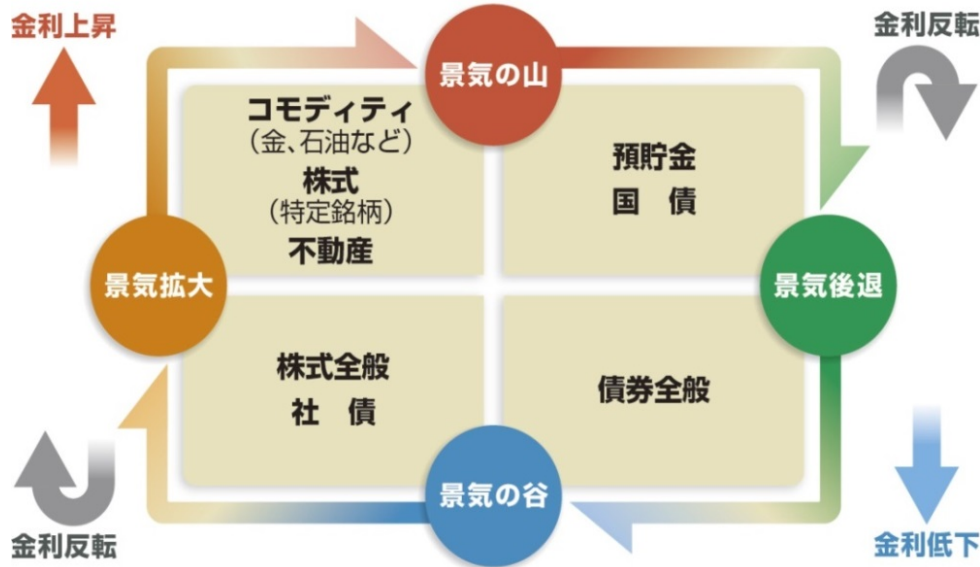 金利上昇
景気の山
金利反転
コモディティ
（金、石油など）
株式
（特定銘柄）
不動産
預貯金
国　債
景気拡大
景気後退
株式全般
社　債
債券全般
景気の谷
金利反転
金利低下